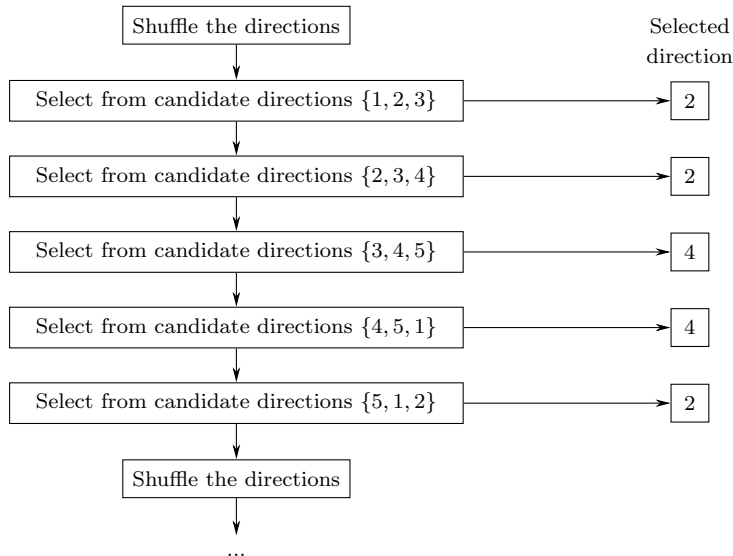 Shuffle the directions
Selected
direction
Select from candidate directions {1, 2, 3}
2
Select from candidate directions {2, 3, 4}
2
Select from candidate directions {3, 4, 5}
4
Select from candidate directions {4, 5, 1}
4
Select from candidate directions {5, 1, 2}
2
Shuffle the directions
...